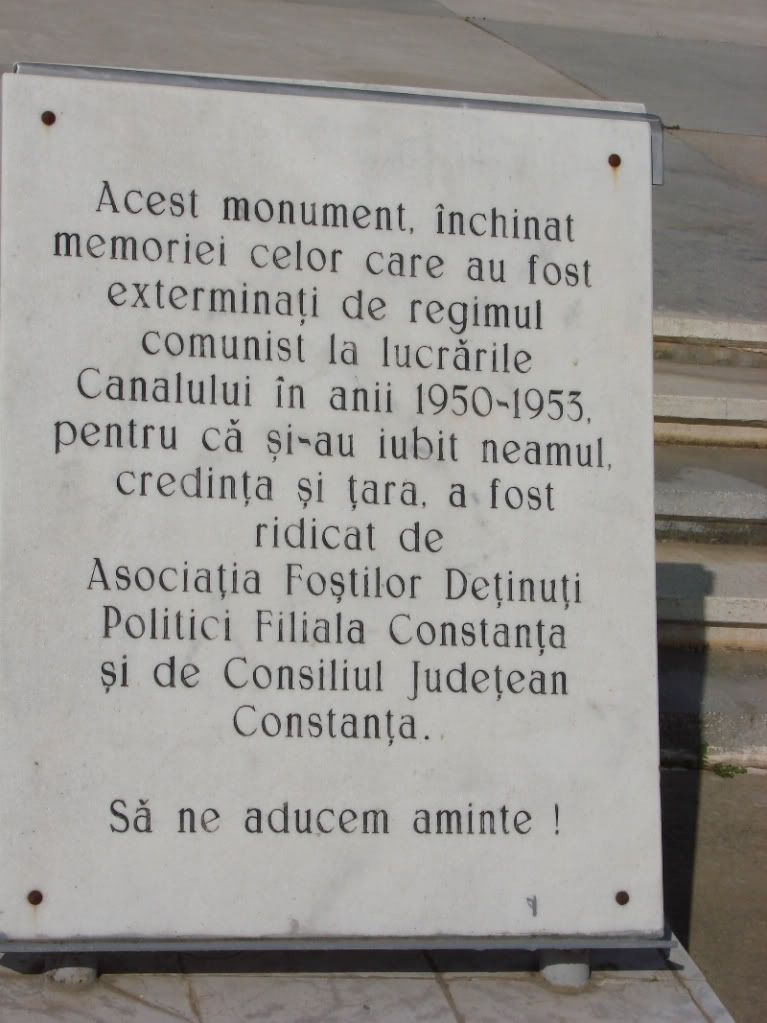 Acest monument, închinat
memoriei celor care au fost
exterminați de regimul
comunist la lucrările
Canalului în anii 1950-1953,
pentru că și-au iubit neamul,
credința și țara, a fost
ridicat de
Asociația Foștilor Deținuți
Politici Filiala Constanța
și de Consiliul Județean
Constanța.
Să ne aducem aminte !